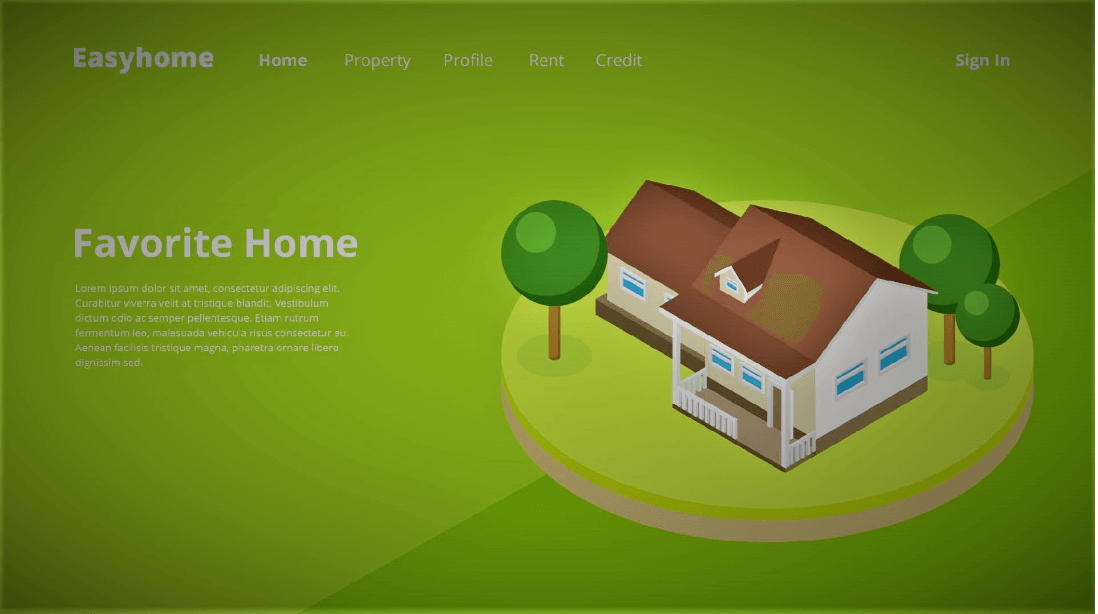 Easyhome Home Property Profile Rent Credit Sign In
Favorite Home
Lorem ipsum dolor sit amet, consectetur adipiscing elit.
Curabitur viverra velit at tristique blandit. Vestibulum
dictum odio ac semper pellentesque. Etiam rutrum
fermentum leo, malesuada vehicula risus consectetur eu.
Aenean facilisis tristique magna, pharetra ornare libero
dignissim sed.